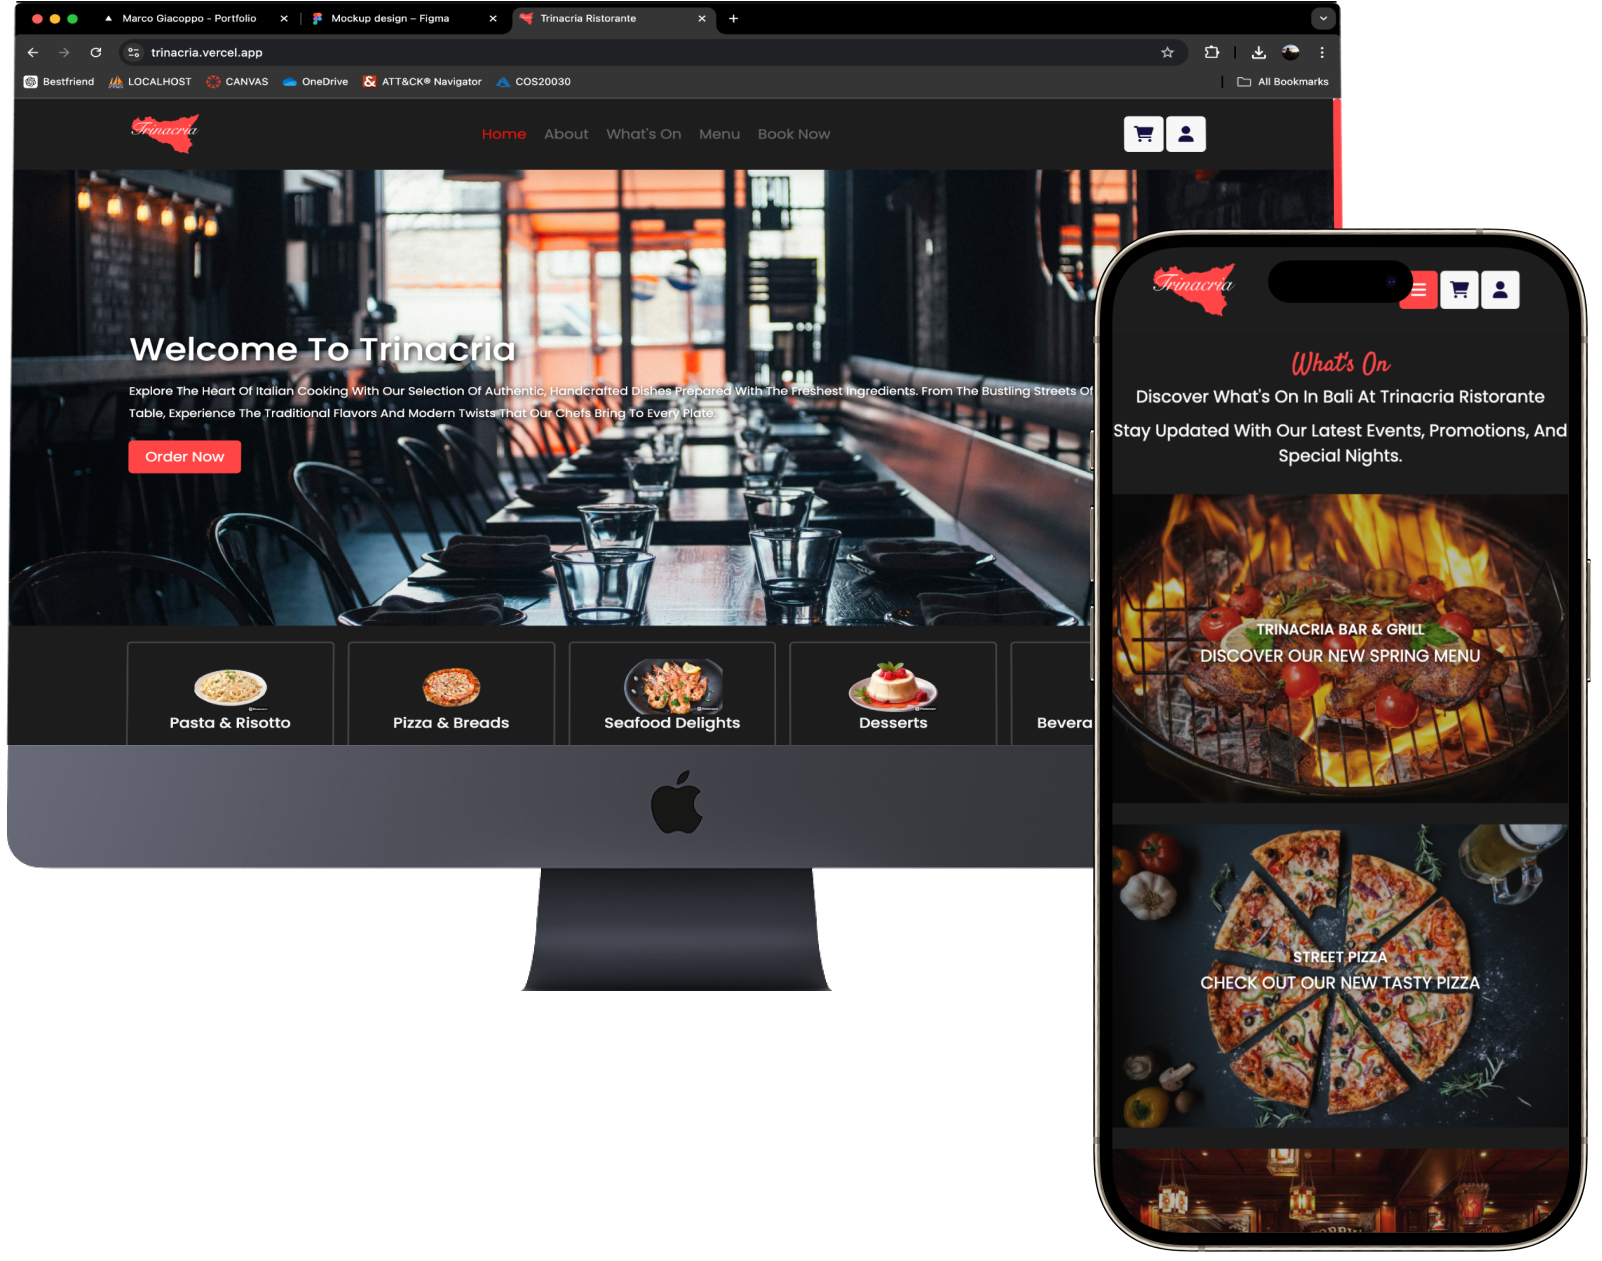 Marco Giacoppo - Portfolio
Mockup design – Figma
Trinacria Ristorante
trinacria.vercel.app
Bestfriend
LOCALHOST
CANVAS
OneDrive
ATT&CK® Navigator
COS20030
All Bookmarks
Trinacria
Home
About
What's On
Menu
Book Now
Welcome To Trinacria
Explore The Heart Of Italian Cooking With Our Selection Of Authentic, Handcrafted Dishes Prepared With The Freshest Ingredients. From The Bustling Streets Of
Table, Experience The Traditional Flavors And Modern Twists That Our Chefs Bring To Every Plate.
Order Now
Pasta & Risotto
Pizza & Breads
Seafood Delights
Desserts
Bevera
Trinacria
What's On
Discover What's On In Bali At Trinacria Ristorante
Stay Updated With Our Latest Events, Promotions, And
Special Nights.
TRINACRIA BAR & GRILL
DISCOVER OUR NEW SPRING MENU
STREET PIZZA
CHECK OUT OUR NEW TASTY PIZZA